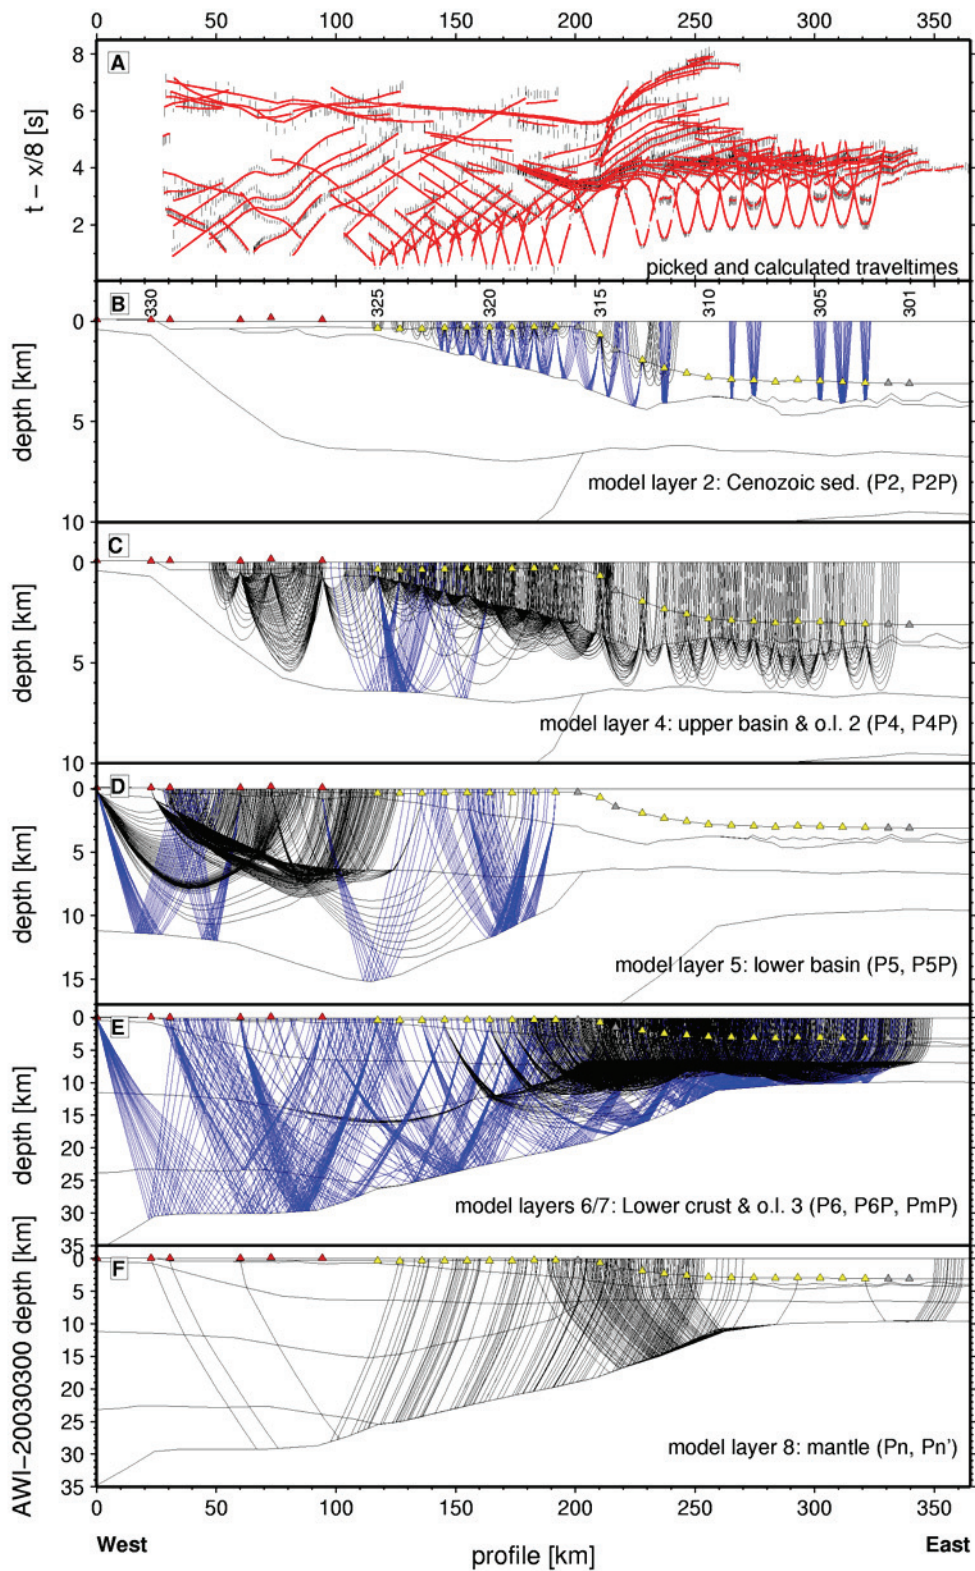 0 50 100 150 200 250 300 350
A
8
6
4
2
t − x/8 [s]
picked and calculated traveltimes
B
330 325 320 315 310 305 301
0
5
10
depth [km]
model layer 2: Cenozoic sed. (P2, P2P)
C
0
5
10
depth [km]
model layer 4: upper basin & o.l. 2 (P4, P4P)
D
0
5
10
15
depth [km]
model layer 5: lower basin (P5, P5P)
E
0
5
10
15
20
25
30
35
depth [km]
model layers 6/7: Lower crust & o.l. 3 (P6, P6P, PmP)
F
0
5
10
15
20
25
30
35
AWI−20030300 depth [km]
model layer 8: mantle (Pn, Pn’)
0 50 100 150 200 250 300 350
West East
profile [km]